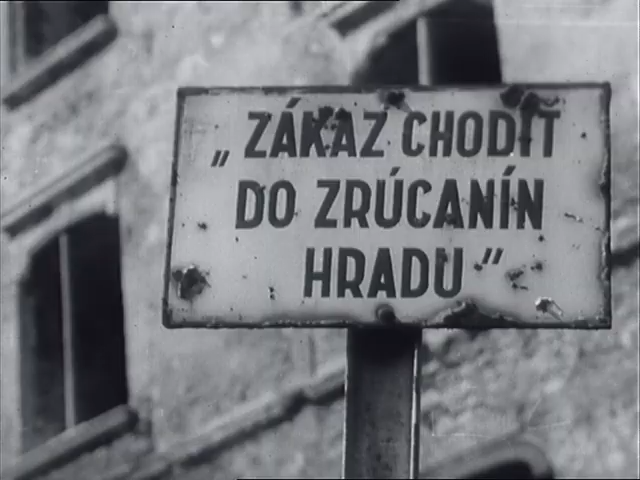 „ ZÁKAZ CHODIT
DO ZRÚCANÍN
HRADU ”